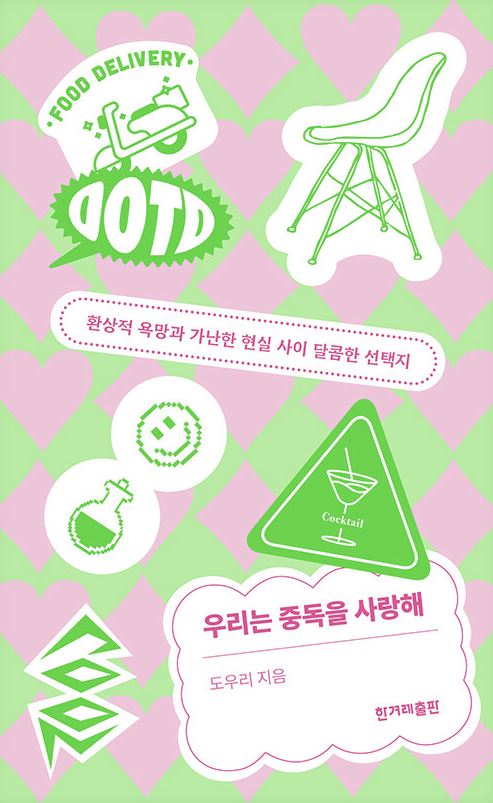 ·FOOD DELIVERY·
OOTD
환상적 욕망과 가난한 현실 사이 달콤한 선택지
Cocktail
우리는 중독을 사랑해
도우리 지음
한겨레출판